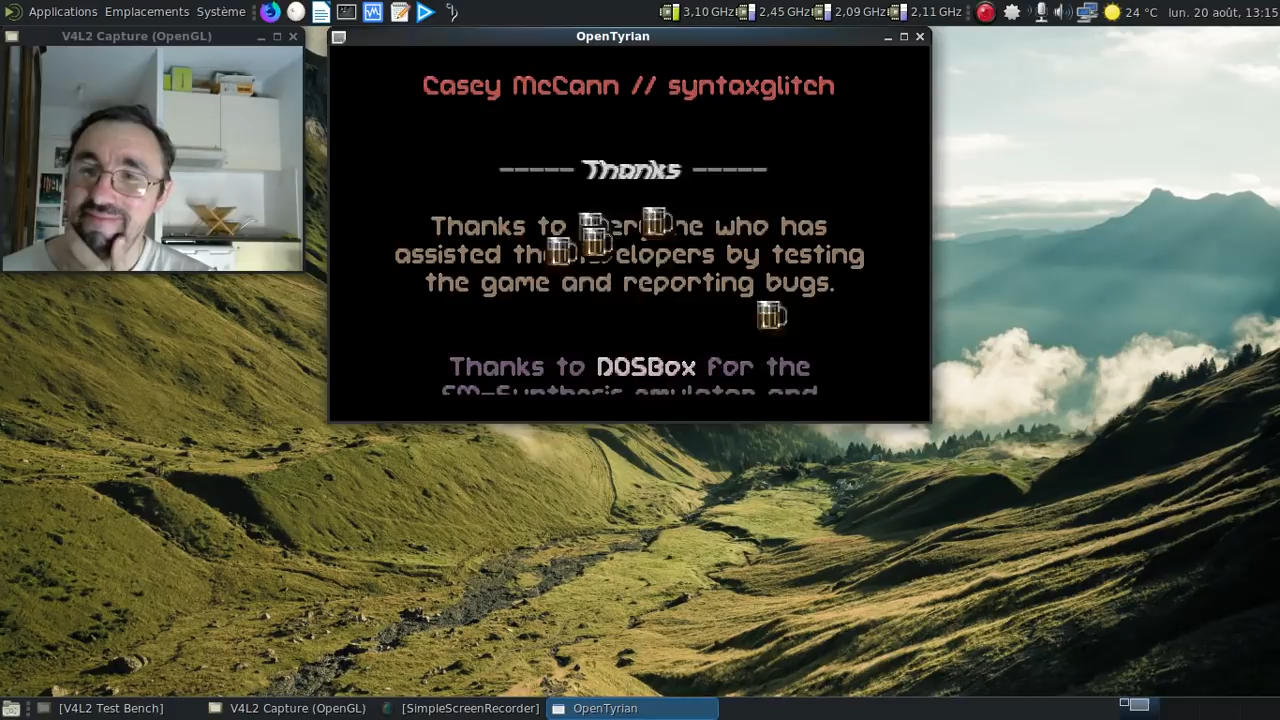 Applications Emplacements Système
3,10 GHz 2,45 GHz 2,09 GHz 2,11 GHz
24 °C lun. 20 août, 13:15
V4L2 Capture (OpenGL)
OpenTyrian
Casey McCann // syntaxglitch
----- Thanks -----
Thanks to who has
assisted by testing
the game and reporting bugs.
Thanks to DOSBox for the
[V4L2 Test Bench]
V4L2 Capture (OpenGL)
[SimpleScreenRecorder]
OpenTyrian